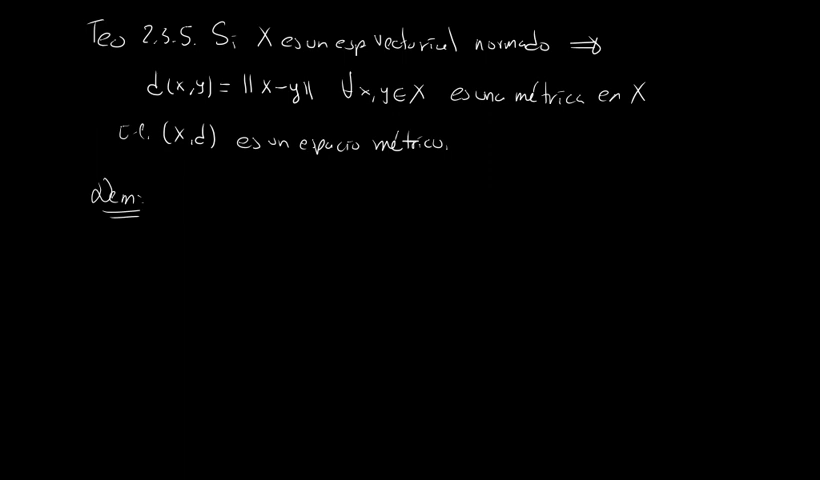 Teo 2.3.5. Si X es un esp vectorial normado ⇒
d(x,y) = ||x-y|| ∀x,y∈X es una métrica en X
i.e. (X,d) es un espacio métrico.
Dem: